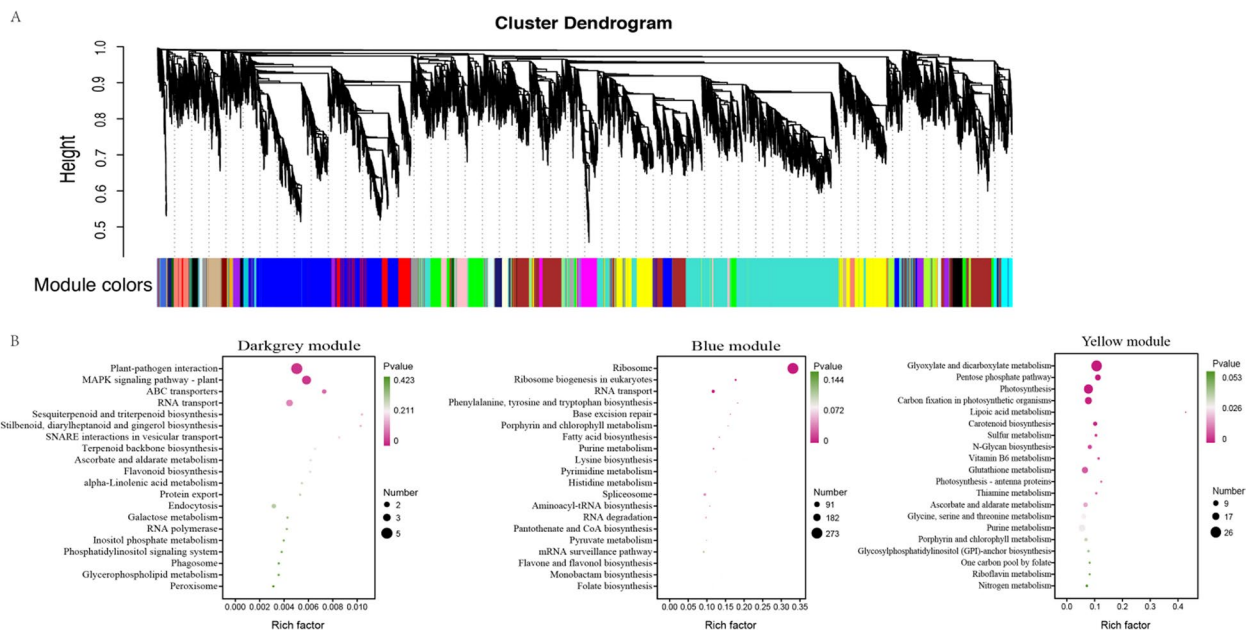 A
Cluster Dendrogram
Height
1.0
0.9
0.8
0.7
0.6
0.5
Module colors
B
Darkgrey module
Plant-pathogen interaction
MAPK signaling pathway - plant
ABC transporters
RNA transport
Sesquiterpenoid and triterpenoid biosynthesis
Stilbenoid, diarylheptanoid and gingerol biosynthesis
SNARE interactions in vesicular transport
Terpenoid backbone biosynthesis
Ascorbate and aldarate metabolism
Flavonoid biosynthesis
alpha-Linolenic acid metabolism
Protein export
Endocytosis
Galactose metabolism
RNA polymerase
Inositol phosphate metabolism
Phosphatidylinositol signaling system
Phagosome
Glycerophospholipid metabolism
Peroxisome
0.000 0.002 0.004 0.006 0.008 0.010
Rich factor
Pvalue
0.423
0.211
0
Number
2
3
5
Blue module
Ribosome
Ribosome biogenesis in eukaryotes
RNA transport
Phenylalanine, tyrosine and tryptophan biosynthesis
Base excision repair
Porphyrin and chlorophyll metabolism
Fatty acid biosynthesis
Purine metabolism
Lysine biosynthesis
Pyrimidine metabolism
Histidine metabolism
Spliceosome
Aminoacyl-tRNA biosynthesis
RNA degradation
Pantothenate and CoA biosynthesis
Pyruvate metabolism
mRNA surveillance pathway
Flavone and flavonol biosynthesis
Monobactam biosynthesis
Folate biosynthesis
0.00 0.05 0.10 0.15 0.20 0.25 0.30 0.35
Rich factor
Pvalue
0.144
0.072
0
Number
91
182
273
Yellow module
Glyoxylate and dicarboxylate metabolism
Pentose phosphate pathway
Photosynthesis
Carbon fixation in photosynthetic organisms
Lipoic acid metabolism
Carotenoid biosynthesis
Sulfur metabolism
N-Glycan biosynthesis
Vitamin B6 metabolism
Glutathione metabolism
Photosynthesis - antenna proteins
Thiamine metabolism
Ascorbate and aldarate metabolism
Glycine, serine and threonine metabolism
Purine metabolism
Porphyrin and chlorophyll metabolism
Glycosylphosphatidylinositol (GPI)-anchor biosynthesis
One carbon pool by folate
Riboflavin metabolism
Nitrogen metabolism
0.0 0.1 0.2 0.3 0.4
Rich factor
Pvalue
0.053
0.026
0
Number
9
17
26